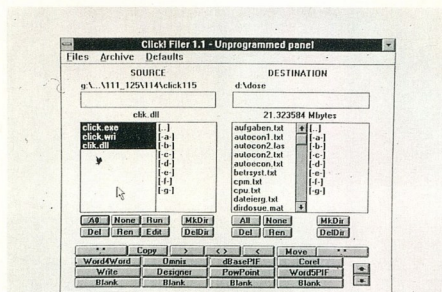 Click! Filer 1.1 - Unprogrammed panel
Files Archive Defaults
SOURCE
g:\...\111_125\114\click115
clik.dll
click.exe
click.wri
clik.dll
[..]
[-a-]
[-b-]
[-c-]
[-d-]
[-e-]
[-f-]
[-g-]
All None Run MkDir
Del Ren Edit DelDir
DESTINATION
d:\dose
21.323584 Mbytes
aufgaben.txt
autocon1.txt
autocon2.las
autocon2.txt
autoecon.txt
betrsyst.txt
cpm.txt
cpu.txt
dateierg.txt
dirdosue.mat
[..]
[-a-]
[-b-]
[-c-]
[-d-]
[-e-]
[-f-]
[-g-]
All None MkDir
Del Ren DelDir
*.* Copy > <> < Move *.*
Word4Word Omnis dBasePIF Corel
Write Designer PowPoint Word5PIF
Blank Blank Blank Blank